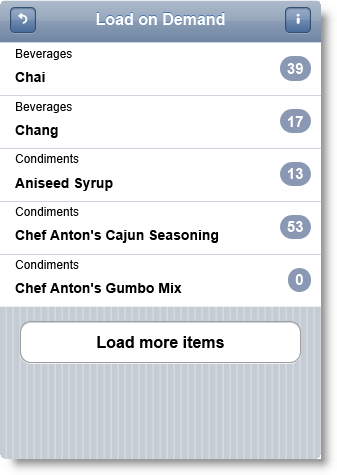 Load on Demand
Beverages
Chai
39
Beverages
Chang
17
Condiments
Aniseed Syrup
13
Condiments
Chef Anton's Cajun Seasoning
53
Condiments
Chef Anton's Gumbo Mix
0
Load more items